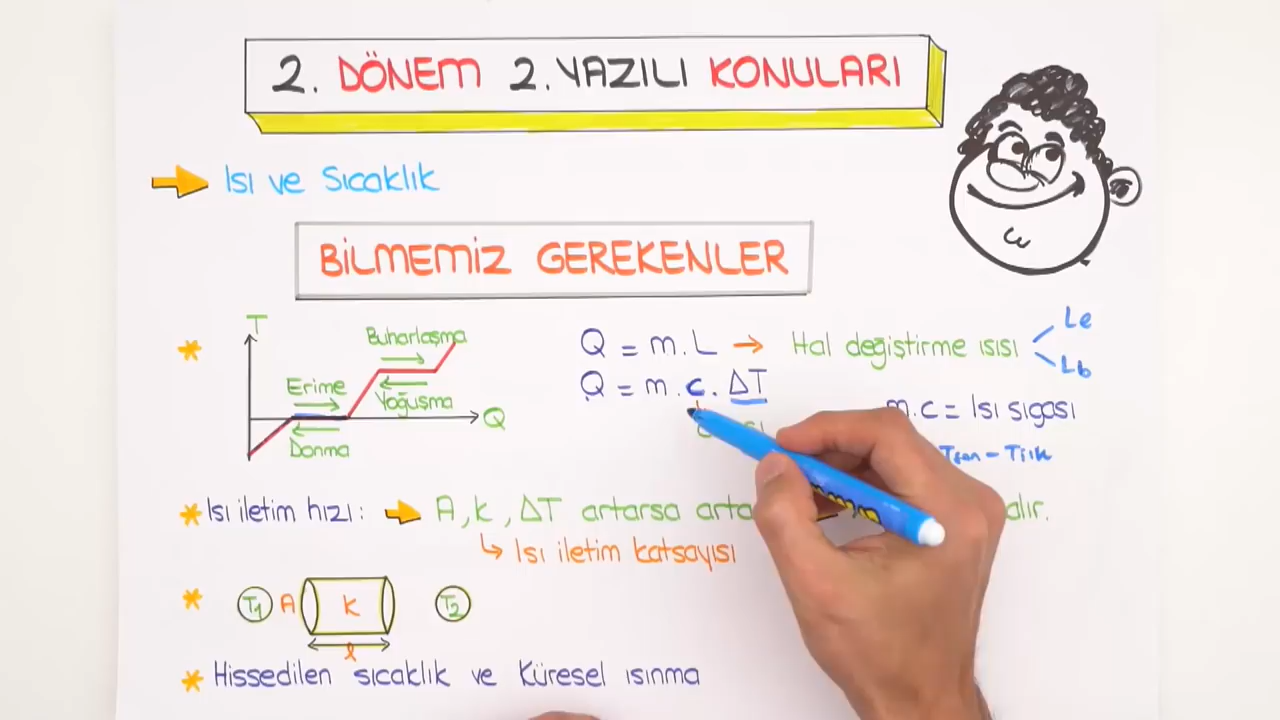 2. DÖNEM 2. YAZILI KONULARI
Isı ve Sıcaklık
BİLMEMİZ GEREKENLER
* T Buharlaşma Erime Yoğuşma Donma Q
Q = m. L → Hal değiştirme ısısı Le Lb
Q = m . c . ΔT
m.c = Isı sığası
Tson - Tilk
* Isı iletim hızı: A, k, ΔT artarsa
Isı iletim katsayısı
* T1 A k T2
l
* Hissedilen sıcaklık ve Küresel ısınma